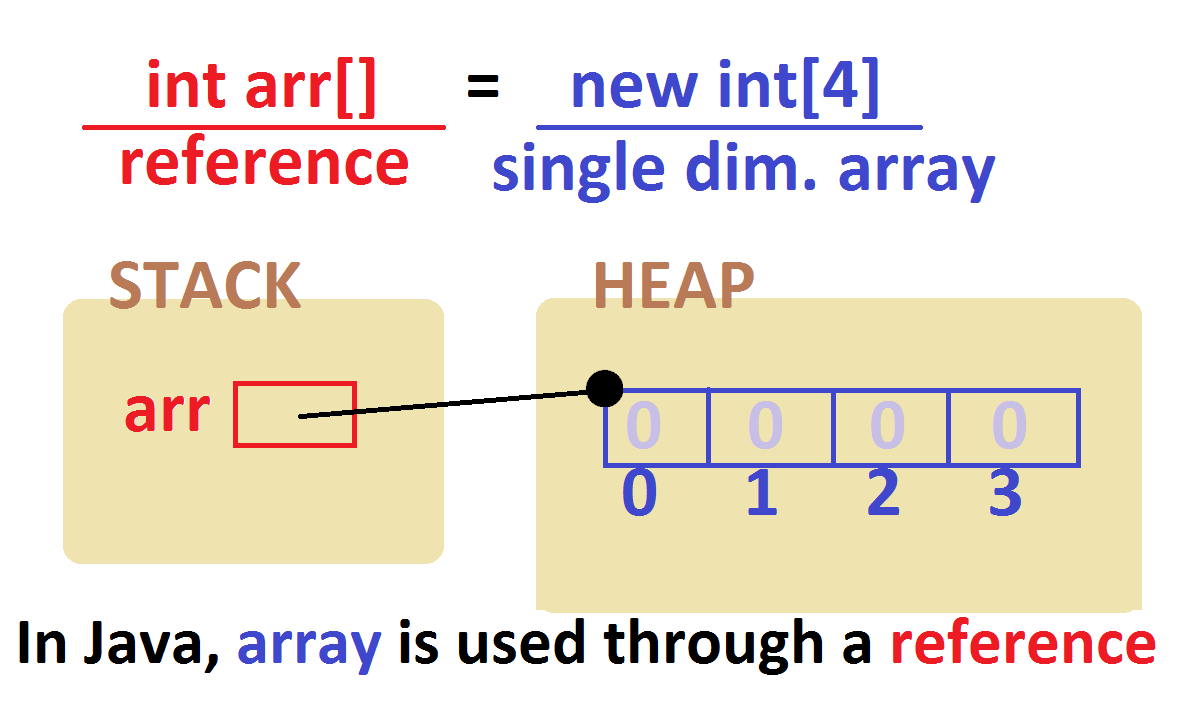 int arr[] = new int[4]
reference single dim. array
STACK HEAP
arr
0 0 0 0
0 1 2 3
In Java, array is used through a reference